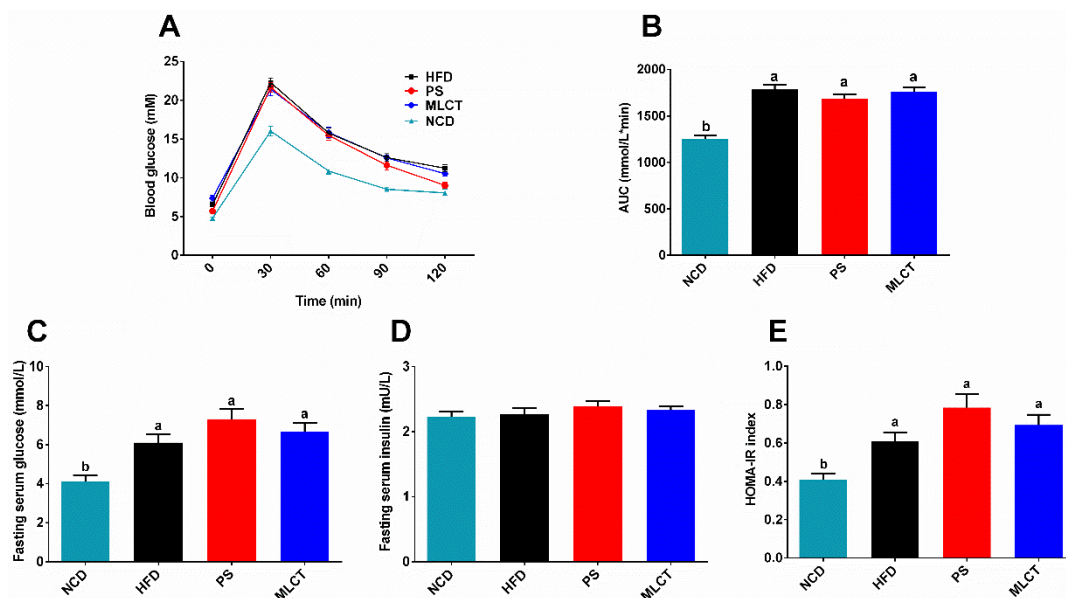 A
Blood glucose (mM)
25
20
15
10
5
0
0
30
60
90
120
Time (min)
HFD
PS
MLCT
NCD
B
AUC (mmol/L*min)
2000
1500
1000
500
0
b
a
a
a
NCD
HFD
PS
MLCT
C
Fasting serum glucose (mmol/L)
10
8
6
4
2
0
b
a
a
a
NCD
HFD
PS
MLCT
D
Fasting serum insulin (mU/L)
3
2
1
0
NCD
HFD
PS
MLCT
E
HOMA-IR index
1.0
0.8
0.6
0.4
0.2
0.0
b
a
a
a
NCD
HFD
PS
MLCT